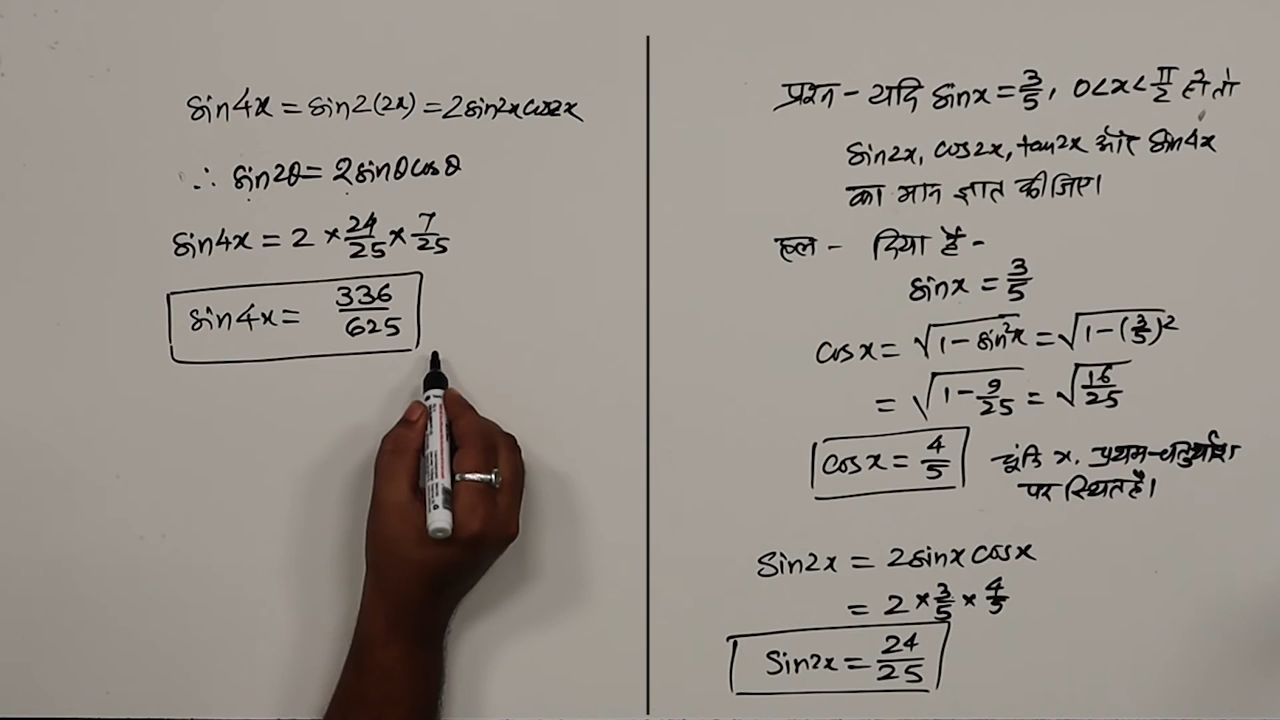 sin4x = sin2(2x) = 2sin2x cos2x
∴ sin2θ = 2sinθ cosθ
sin4x = 2 × 24/25 × 7/25
sin4x = 336/625
प्रश्न - यदि sinx = 3/5, 0<x<π/2 हो तो
sin2x, cos2x, tan2x और sin4x
का मान ज्ञात कीजिए।
हल - दिया है -
sinx = 3/5
cosx = √(1 - sin²x) = √(1 - (3/5)²)
= √(1 - 9/25) = √(16/25)
cosx = 4/5 चूंकि x, प्रथम-चतुर्थांश
पर स्थित है।
sin2x = 2sinx cosx
= 2 × 3/5 × 4/5
sin2x = 24/25